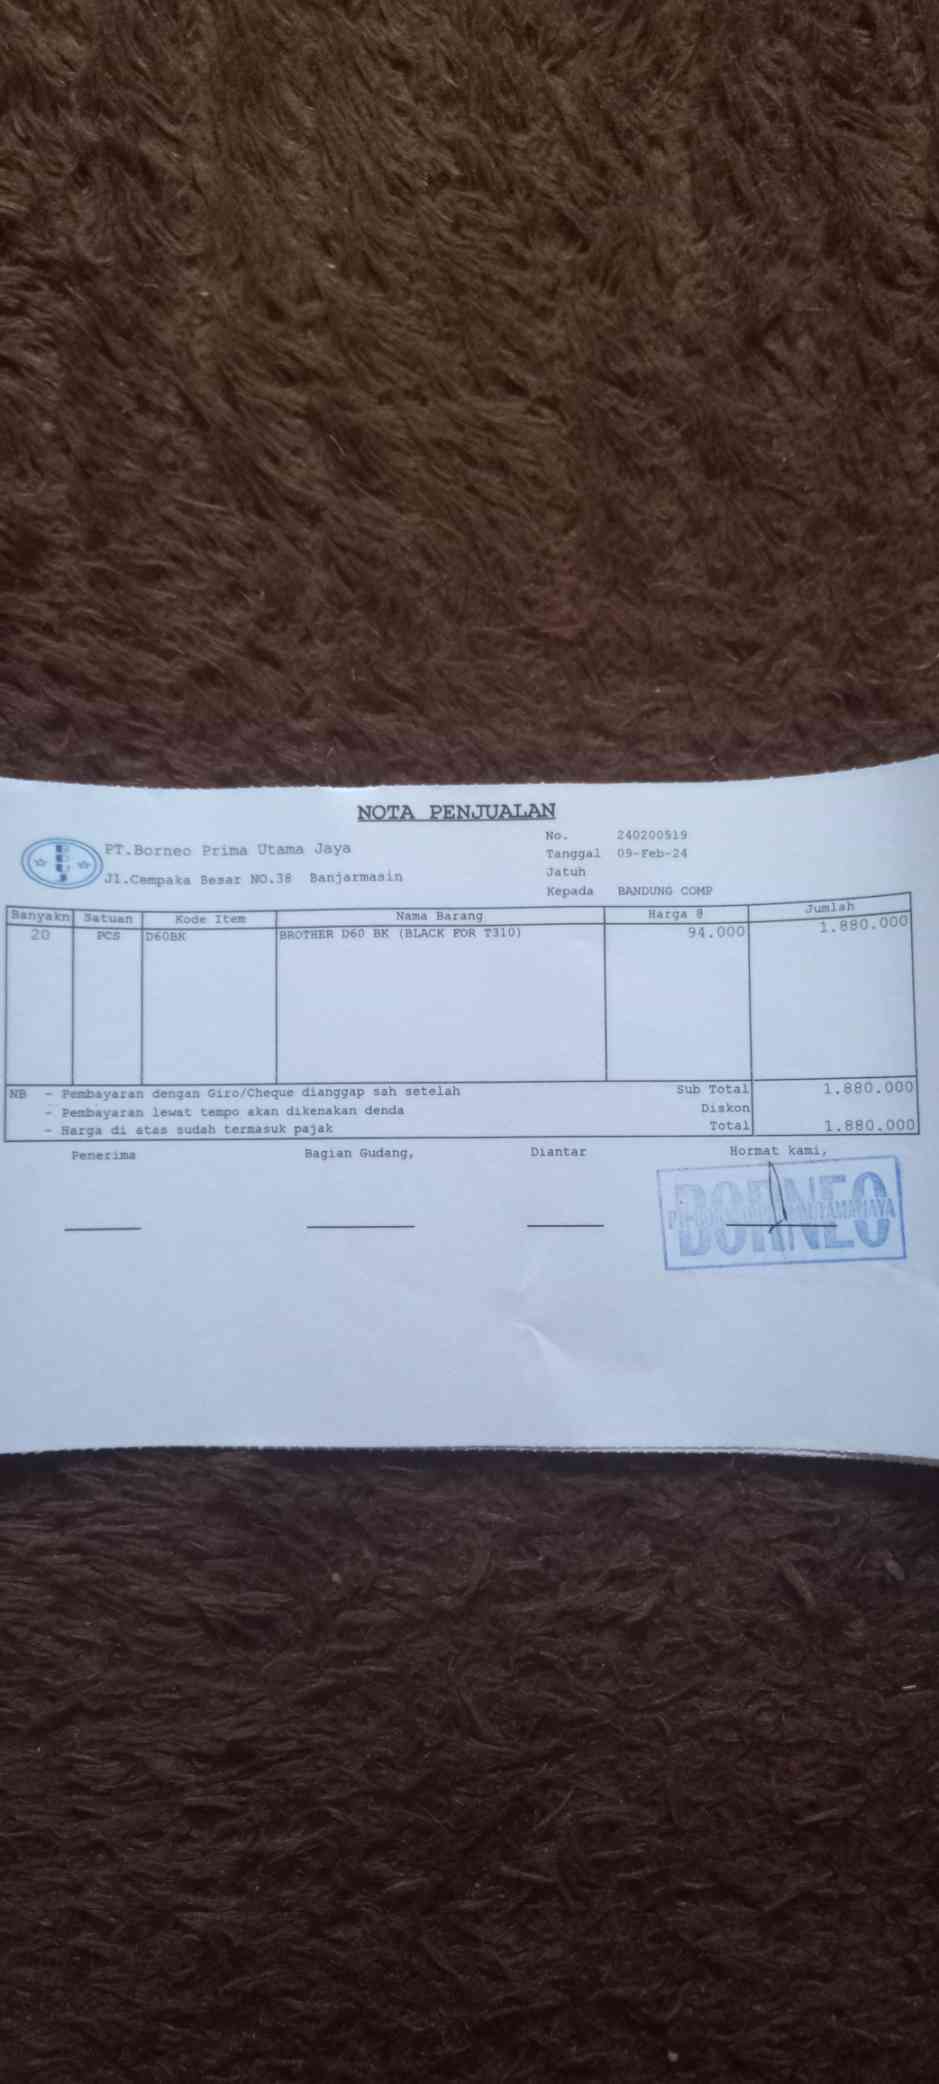 NOTA PENJUALAN
PT.Borneo Prima Utama Jaya
Jl.Cempaka Besar NO.38 Banjarmasin
No. 240200519
Tanggal 09-Feb-24
Jatuh
Kepada BANDUNG COMP
Banyakn Satuan Kode Item Nama Barang Harga @ Jumlah
20 PCS D60BK BROTHER D60 BK (BLACK FOR T310) 94.000 1.880.000
NB - Pembayaran dengan Giro/Cheque dianggap sah setelah Sub Total 1.880.000
- Pembayaran lewat tempo akan dikenakan denda Diskon
- Harga di atas sudah termasuk pajak Total 1.880.000
Penerima Bagian Gudang, Diantar Hormat kami,
BORNEO